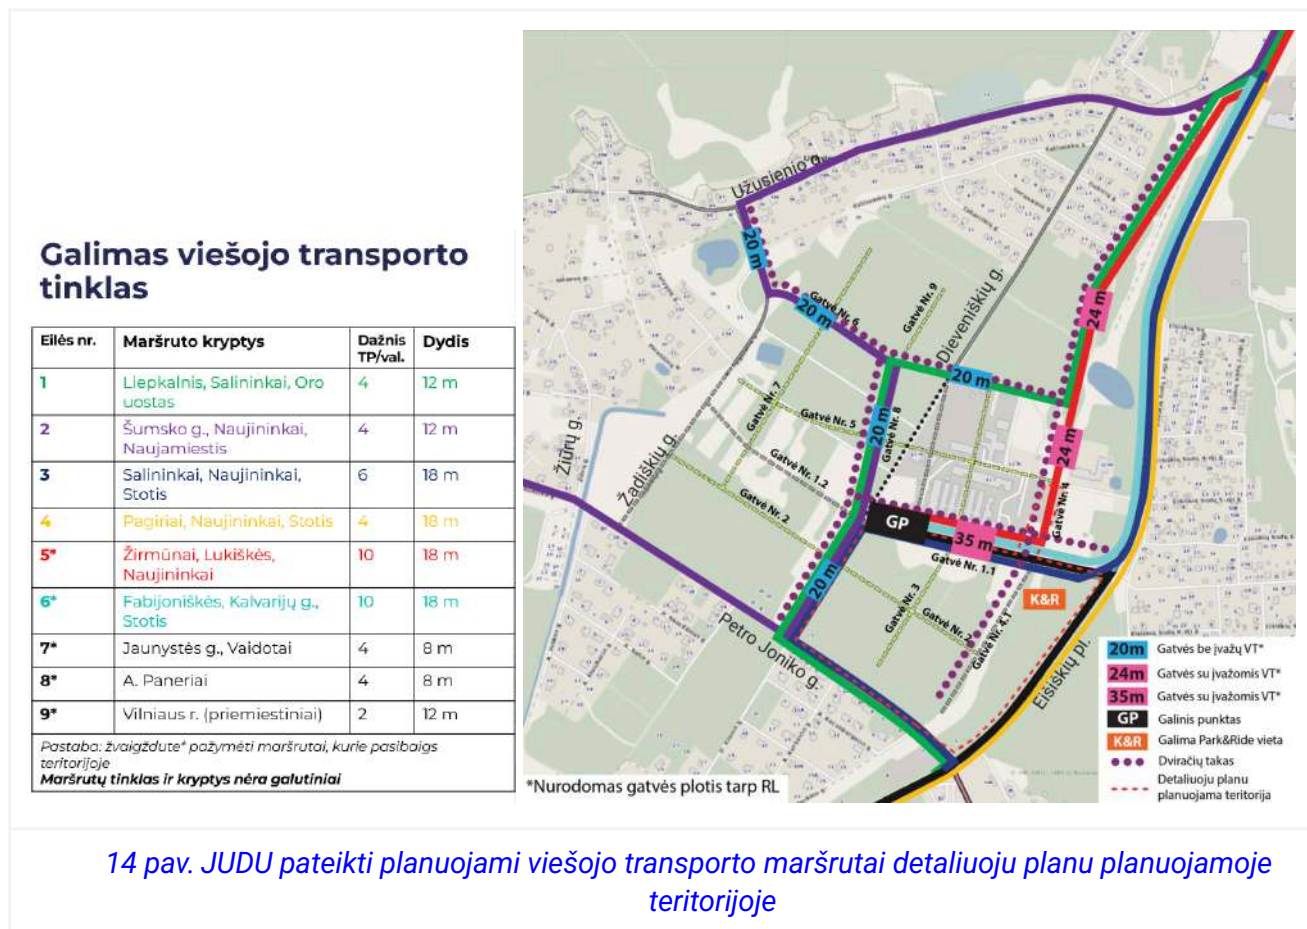 Galimas viešojo transporto
tinklas
Eilės nr. Maršruto kryptys Dažnis TP/val. Dydis
1 Liepkalnis, Salininkai, Oro uostas 4 12 m
2 Šumsko g., Naujininkai, Naujamiestis 4 12 m
3 Salininkai, Naujininkai, Stotis 6 18 m
4 Pagiriai, Naujininkai, Stotis 4 18 m
5* Žirmūnai, Lukiškės, Naujininkai 10 18 m
6* Fabijoniškės, Kalvarijų g., Stotis 10 18 m
7* Jaunystės g., Vaidotai 4 8 m
8* A. Paneriai 4 8 m
9* Vilniaus r. (priemiestiniai) 2 12 m
Pastaba: žvaigždute* pažymėti maršrutai, kurie pasibaigs
teritorijoje
Maršrutų tinklas ir kryptys nėra galutiniai
Užusienio g.
20 m
20 m
Gatvė Nr. 6
Gatvė Nr. 9
Dieveniškių g.
24 m
20 m
Gatvė Nr. 7
Gatvė Nr. 5
20 m
Gatvė Nr. 8
24 m
Žiūrų g.
Žadiškių g.
Gatvė Nr. 1.2
Gatvė Nr. 2
Gatvė Nr. 4
GP
35 m
Gatvė Nr. 1.1
20 m
Gatvė Nr. 3
Gatvė Nr. 2
K&R
Gatvė Nr. 4.1
Petro Joniko g.
Eišiškių pl.
20m Gatvės be įvažų VT*
24m Gatvės su įvažomis VT*
35m Gatvės su įvažomis VT*
GP Galinis punktas
K&R Galima Park&Ride vieta
Dviračių takas
Detaliuoju planu
planuojama teritorija
*Nurodomas gatvės plotis tarp RL
14 pav. JUDU pateikti planuojami viešojo transporto maršrutai detaliuoju planu planuojamoje
teritorijoje